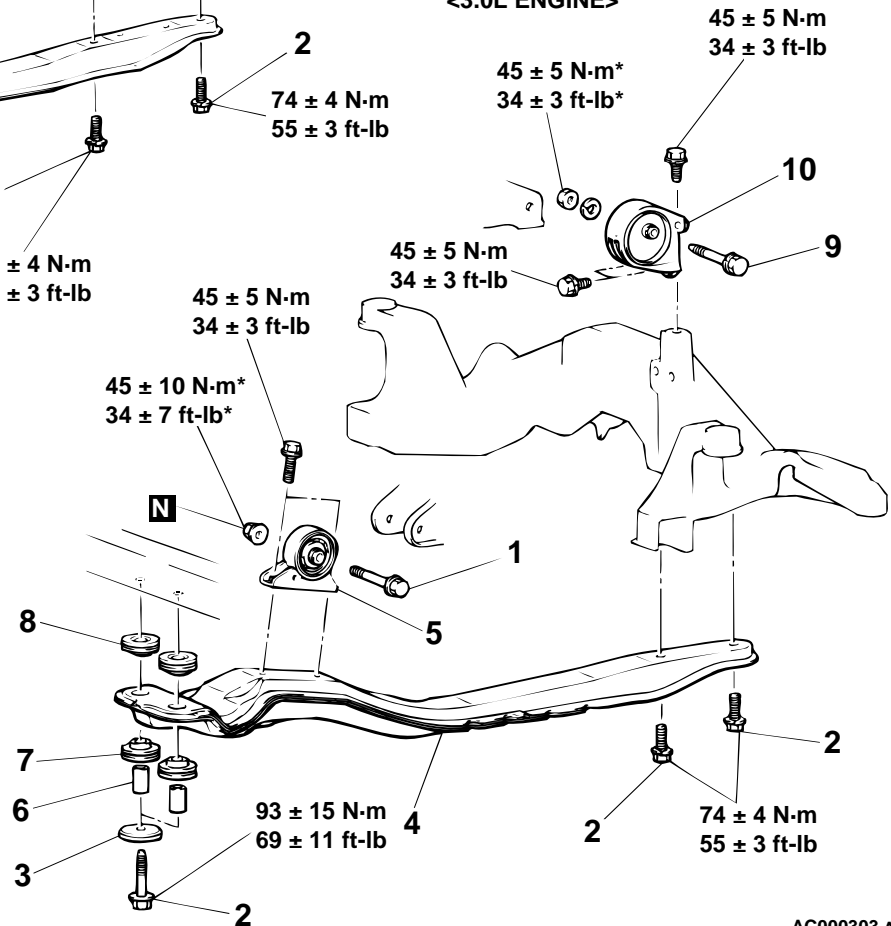 <3.0L ENGINE>
45 ± 5 N·m
34 ± 3 ft-lb
2
45 ± 5 N·m*
34 ± 3 ft-lb*
74 ± 4 N·m
55 ± 3 ft-lb
10
9
± 4 N·m
± 3 ft-lb
45 ± 5 N·m
34 ± 3 ft-lb
45 ± 5 N·m
34 ± 3 ft-lb
45 ± 10 N·m*
34 ± 7 ft-lb*
N
1
8
5
7
2
6
93 ± 15 N·m
69 ± 11 ft-lb
4
2
74 ± 4 N·m
55 ± 3 ft-lb
3
2